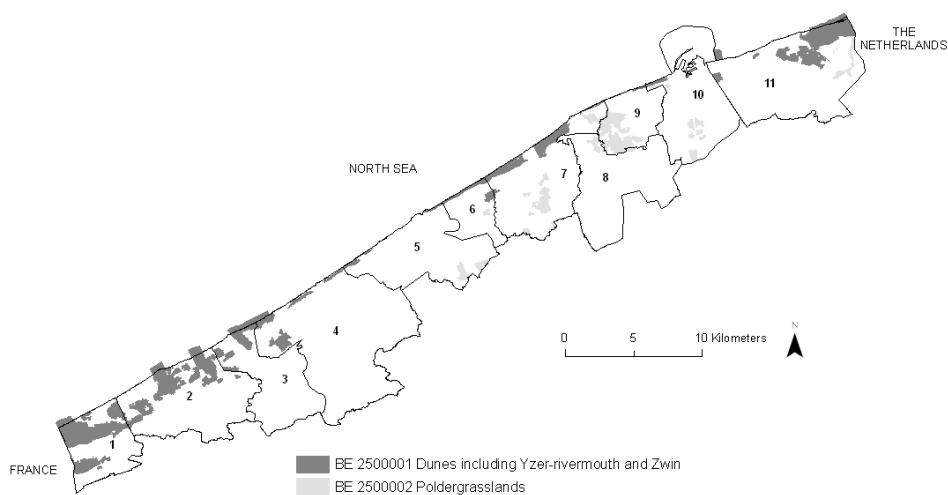 THE
NETHERLANDS
11
10
9
NORTH SEA
7
8
6
5
N
0 5 10 Kilometers
4
3
2
1
FRANCE
BE 2500001 Dunes including Yzer-rivermouth and Zwin
BE 2500002 Poldergrasslands